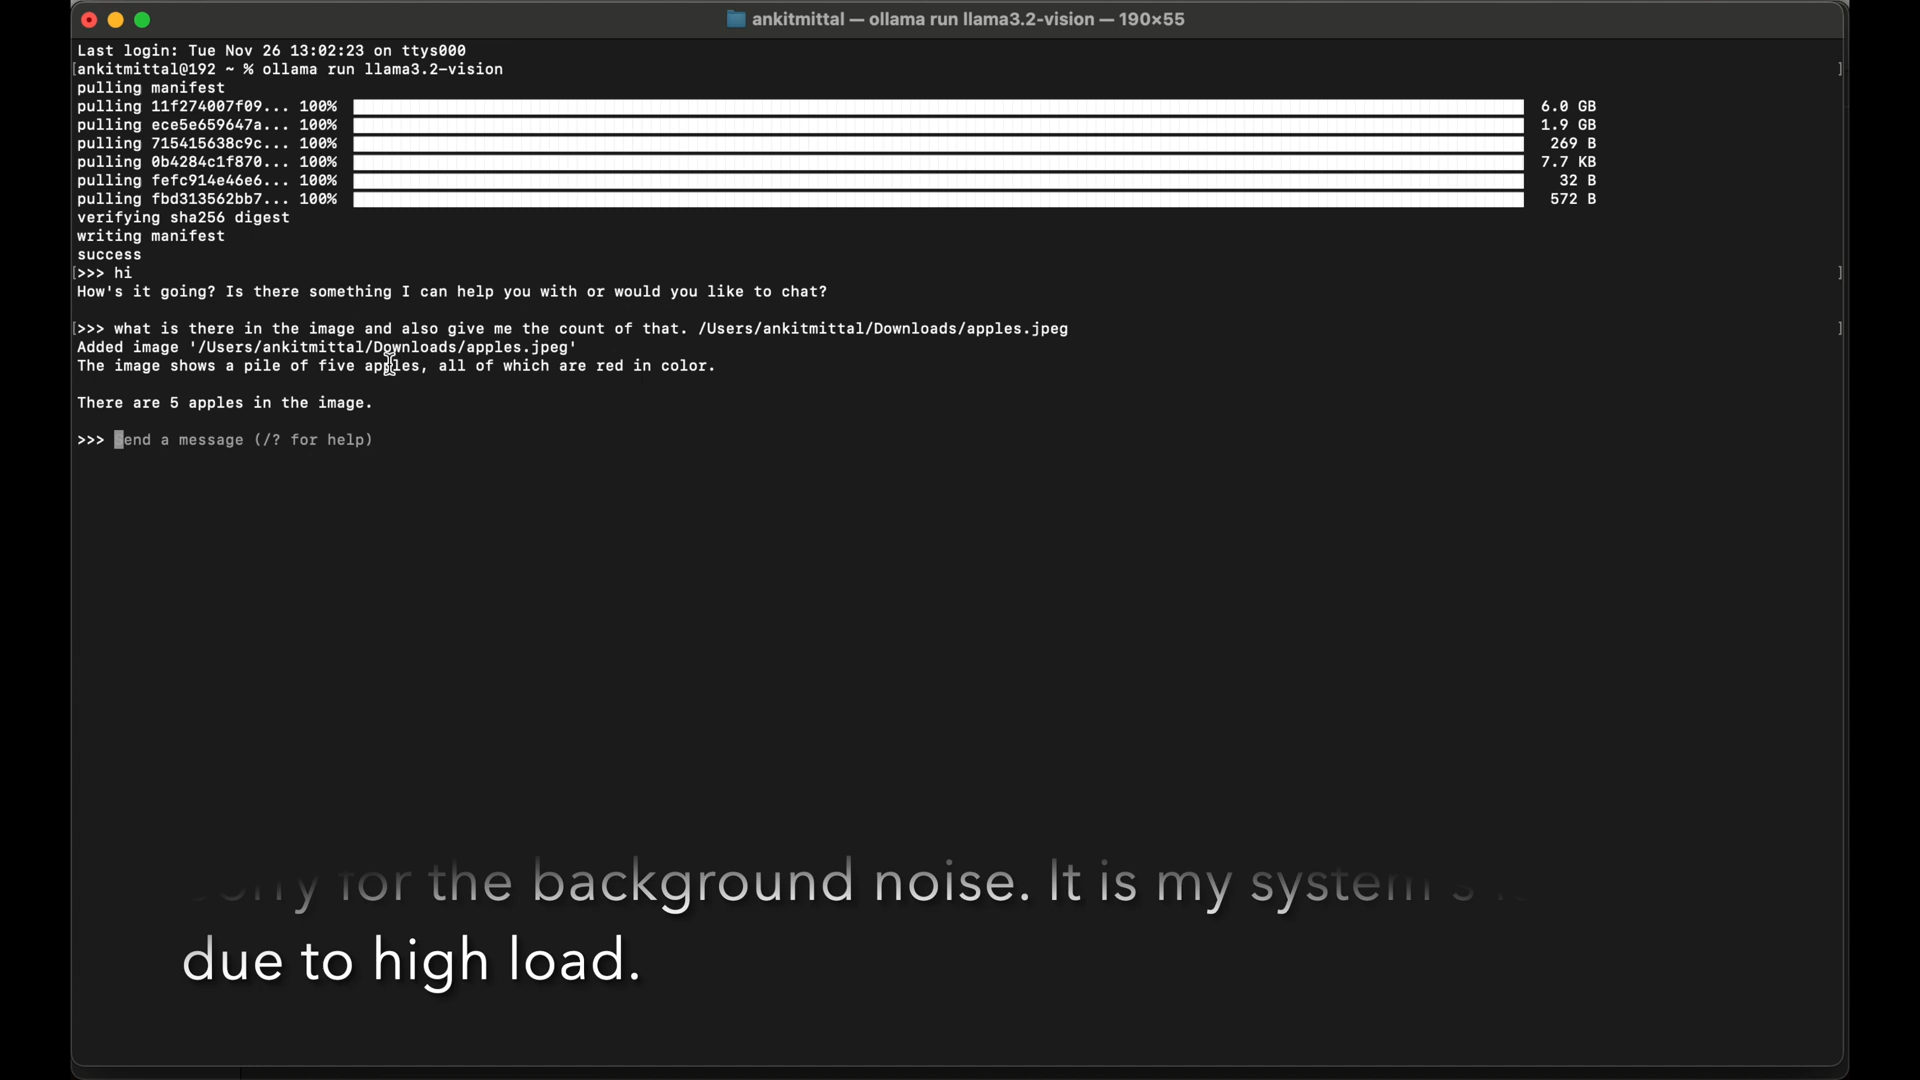 ankitmittal — ollama run llama3.2-vision — 190×55
Last login: Tue Nov 26 13:02:23 on ttys000
[ankitmittal@192 ~ % ollama run llama3.2-vision ]
pulling manifest
pulling 11f274007f09... 100% 6.0 GB
pulling ece5e659647a... 100% 1.9 GB
pulling 715415638c9c... 100% 269 B
pulling 0b4284c1f870... 100% 7.7 KB
pulling fefc914e46e6... 100% 32 B
pulling fbd313562bb7... 100% 572 B
verifying sha256 digest
writing manifest
success
[>>> hi ]
How's it going? Is there something I can help you with or would you like to chat?
[>>> what is there in the image and also give me the count of that. /Users/ankitmittal/Downloads/apples.jpeg ]
Added image '/Users/ankitmittal/Downloads/apples.jpeg'
The image shows a pile of five apples, all of which are red in color.
There are 5 apples in the image.
>>> Send a message (/? for help)
for the background noise. It is my system's
due to high load.